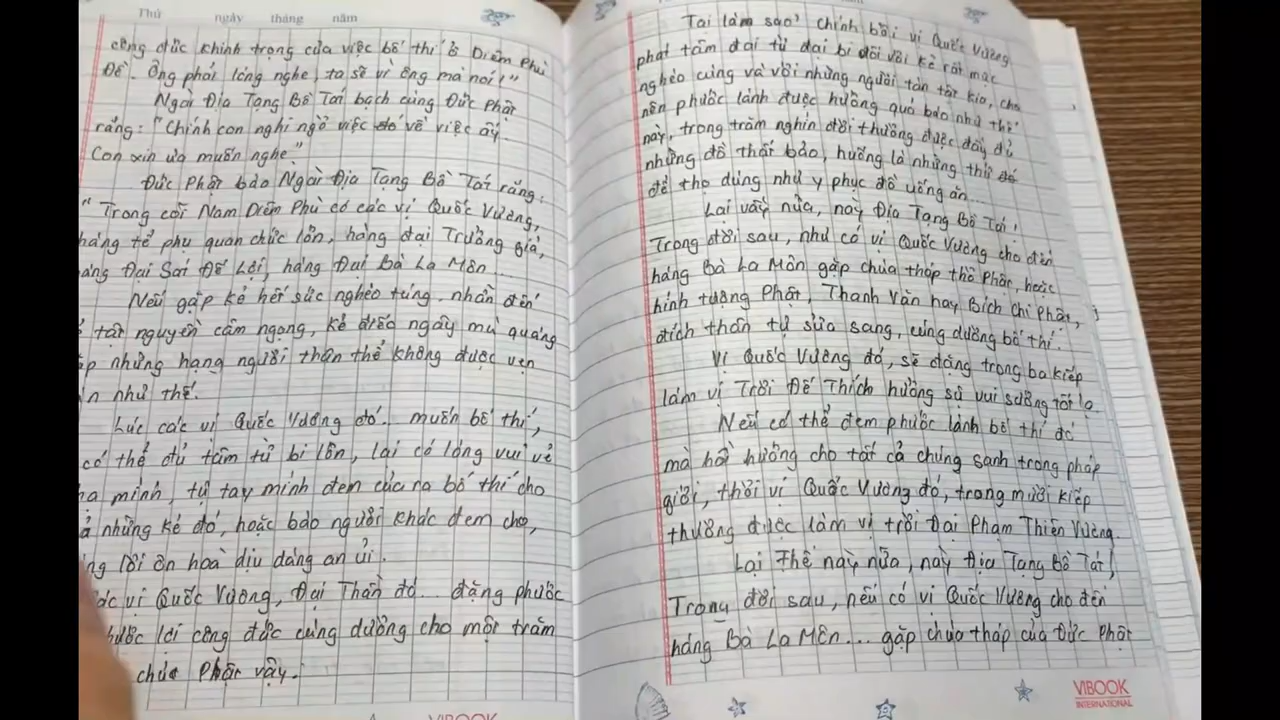 Thứ ngày tháng năm
công đức khinh trọng của việc bố thí ở Diêm Phù
Đề. Ông phải lóng nghe, ta sẽ vì ông mà nói!"
Ngài Địa Tạng Bồ Tát bạch cùng Đức Phật
rằng: "Chính con nghi ngờ việc về việc ấy.
Con xin ưa muốn nghe."
Đức Phật bảo Ngài Địa Tạng Bồ Tát rằng:
"Trong cõi Nam Diêm Phù có các vị Quốc Vương,
hàng tể phụ quan chức lớn, hàng đại Trưởng giả,
àng Đại Sát Đế Lợi, hàng Đại Bà La Môn...
Nếu gặp kẻ hết sức nghèo túng, nhẫn đến
tật nguyền câm ngọng, kẻ điếc ngây mù quáng
ặp những hạng người thân thể không được vẹn
n như thế.
Lúc các vị Quốc Vương đó... muốn bố thí,
có thể đủ tâm từ bi lớn, lại có lòng vui vẻ
hạ mình, tự tay mình đem của ra bố thí cho
ả những kẻ đó, hoặc bảo người khác đem cho,
ng lời ôn hoà dịu dàng an ủi.
ác vị Quốc Vương, Đại Thần đó... đặng phước
hước lợi công đức cúng dường cho một trăm
chư Phật vậy.
VIBOOK
Tại làm sao? Chính bởi vị Quốc Vương
phát tâm đại từ đại bi đối với kẻ rất mực
nghèo cùng và với những người tàn tật kia, cho
nên phước lành được hưởng quả báo như thế
này, trong trăm nghìn đời thường được đầy đủ
những đồ thất bảo, huống là những thứ
để thọ dụng như y phục đồ uống ăn...
Lại vầy nữa, này Địa Tạng Bồ Tát!
Trong đời sau, như có vị Quốc Vương cho đến
hàng Bà La Môn gặp chùa tháp thờ Phật, hoặc
hình tượng Phật, Thanh Văn hay Bích Chi Phật,
đích thân tự sửa sang, cúng dường bố thí.
Vị Quốc Vương đó, sẽ đặng trong ba kiếp
làm vị Trời Đế Thích hưởng sự vui sướng tốt lạ.
Nếu có thể đem phước lành bố thí đó
mà hồi hướng cho tất cả chúng sanh trong pháp
giới, thời vị Quốc Vương đó, trong mười kiếp
thường được làm vị trời Đại Phạm Thiên Vương.
Lại Thế này nữa, này Địa Tạng Bồ Tát,
Trong đời sau, nếu có vị Quốc Vương cho đến
hàng Bà La Môn... gặp chùa tháp của Đức Phật
VIBOOK
INTERNATIONAL